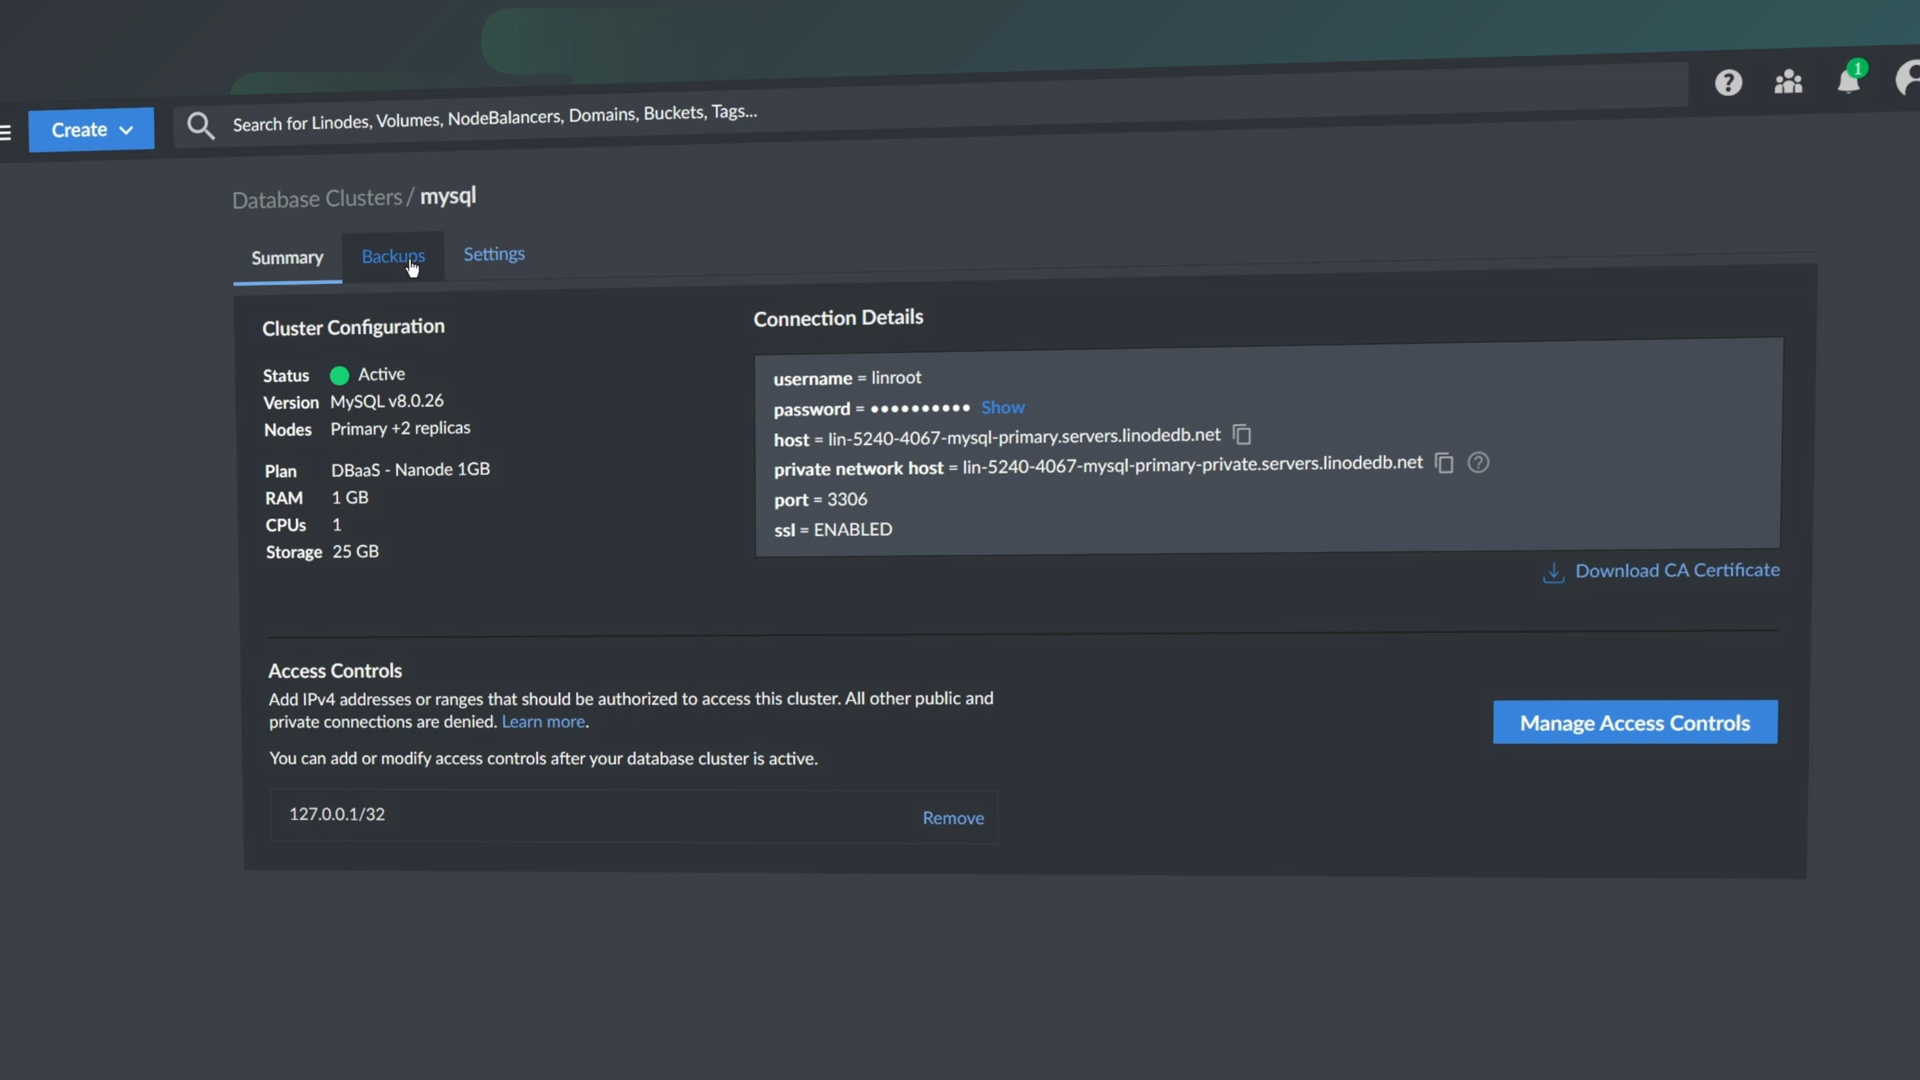 Create
Search for Linodes, Volumes, NodeBalancers, Domains, Buckets, Tags...
1
Database Clusters / mysql
Summary
Backups
Settings
Cluster Configuration
Status Active
Version MySQL v8.0.26
Nodes Primary +2 replicas
Plan DBaaS - Nanode 1GB
RAM 1 GB
CPUs 1
Storage 25 GB
Connection Details
username = linroot
password = •••••••••• Show
host = lin-5240-4067-mysql-primary.servers.linodedb.net
private network host = lin-5240-4067-mysql-primary-private.servers.linodedb.net
port = 3306
ssl = ENABLED
Download CA Certificate
Access Controls
Add IPv4 addresses or ranges that should be authorized to access this cluster. All other public and
private connections are denied. Learn more.
You can add or modify access controls after your database cluster is active.
Manage Access Controls
127.0.0.1/32
Remove